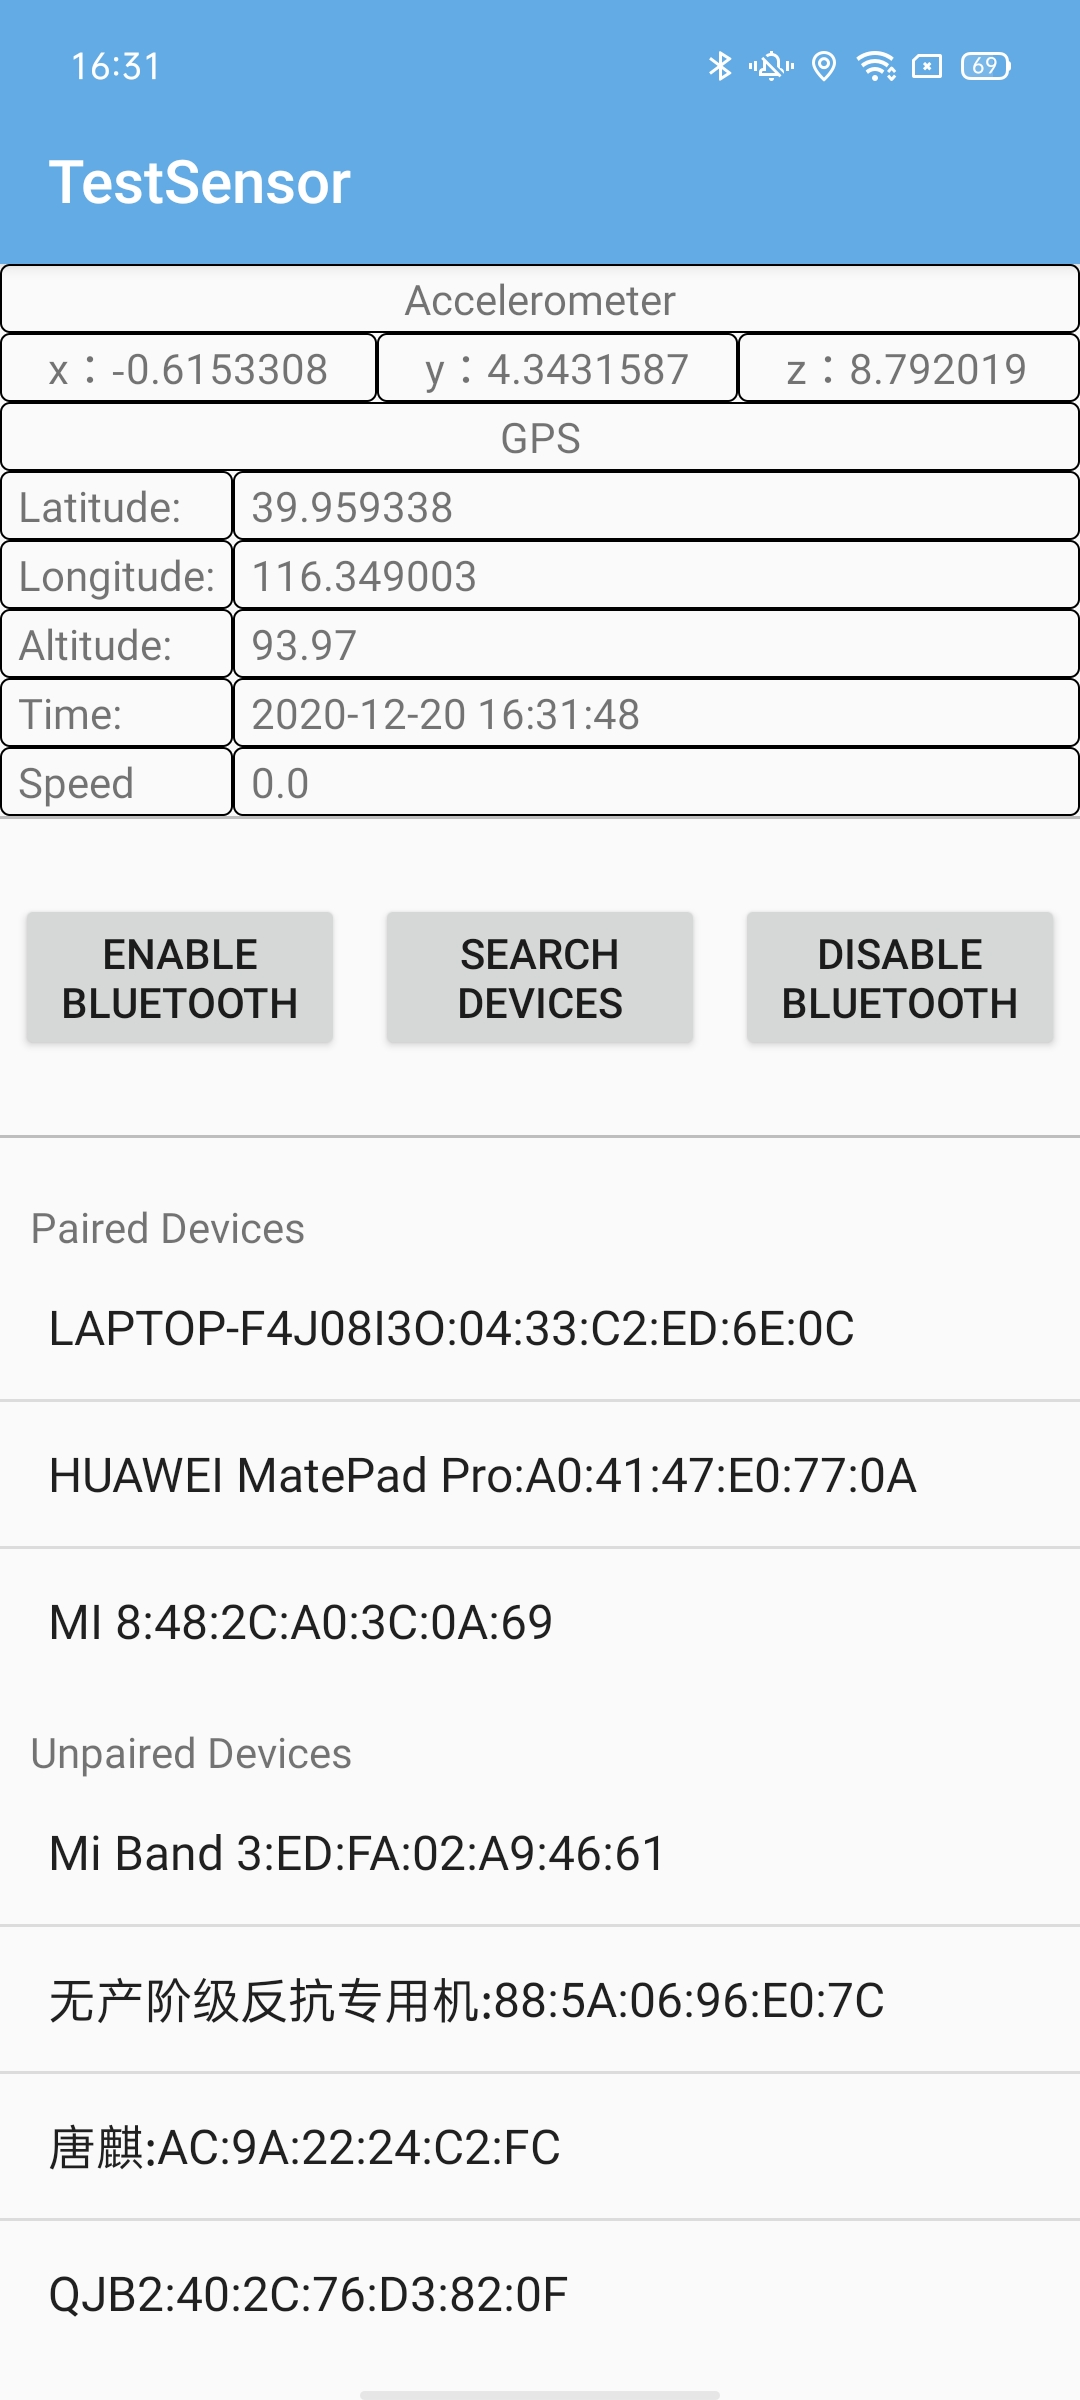 16:31
69
TestSensor
Accelerometer
x：-0.6153308 y：4.3431587 z：8.792019
GPS
Latitude: 39.959338
Longitude: 116.349003
Altitude: 93.97
Time: 2020-12-20 16:31:48
Speed 0.0
ENABLE BLUETOOTH
SEARCH DEVICES
DISABLE BLUETOOTH
Paired Devices
LAPTOP-F4J08I3O:04:33:C2:ED:6E:0C
HUAWEI MatePad Pro:A0:41:47:E0:77:0A
MI 8:48:2C:A0:3C:0A:69
Unpaired Devices
Mi Band 3:ED:FA:02:A9:46:61
无产阶级反抗专用机:88:5A:06:96:E0:7C
唐麒:AC:9A:22:24:C2:FC
QJB2:40:2C:76:D3:82:0F